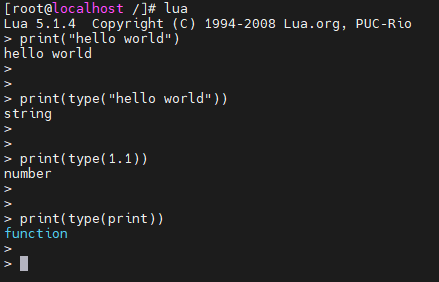 [root@localhost /]# lua
Lua 5.1.4  Copyright (C) 1994-2008 Lua.org, PUC-Rio
> print("hello world")
hello world
>
>
> print(type("hello world"))
string
>
>
> print(type(1.1))
number
>
>
> print(type(print))
function
>
>